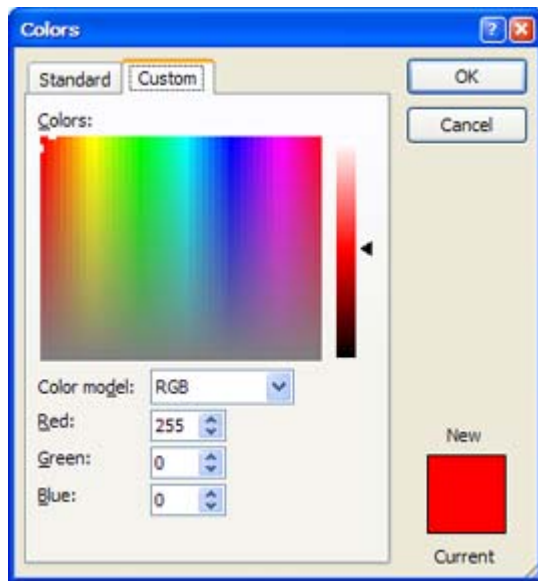 Colors
Standard Custom
OK
Cancel
Colors:
Color model: RGB
Red: 255
Green: 0
Blue: 0
New
Current